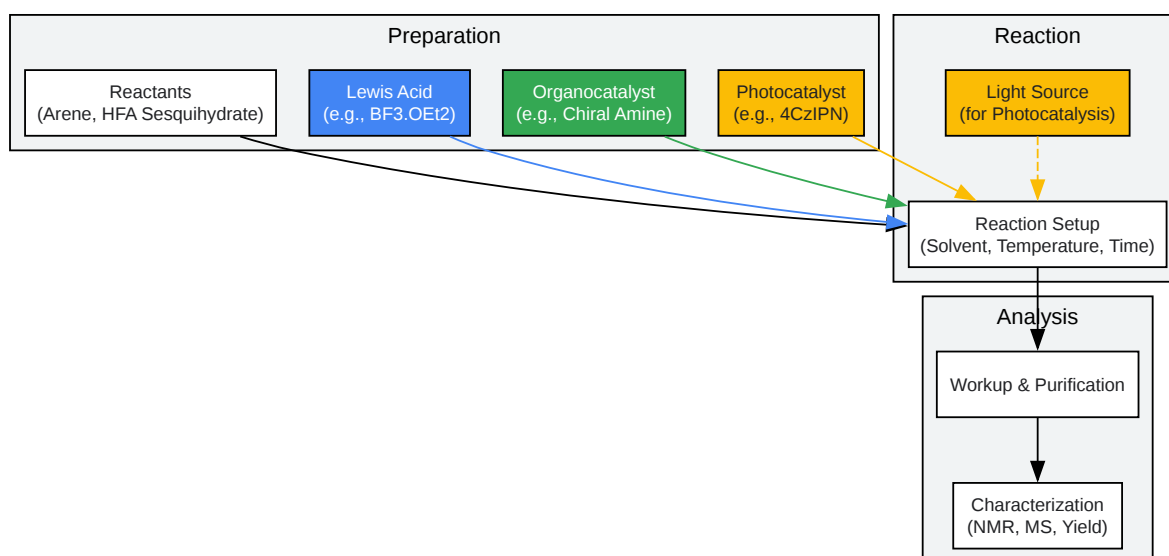 Preparation
Reaction
Reactants
(Arene, HFA Sesquihydrate)
Lewis Acid
(e.g., BF3.OEt2)
Organocatalyst
(e.g., Chiral Amine)
Photocatalyst
(e.g., 4CzIPN)
Light Source
(for Photocatalysis)
Reaction Setup
(Solvent, Temperature, Time)
Analysis
Workup & Purification
Characterization
(NMR, MS, Yield)